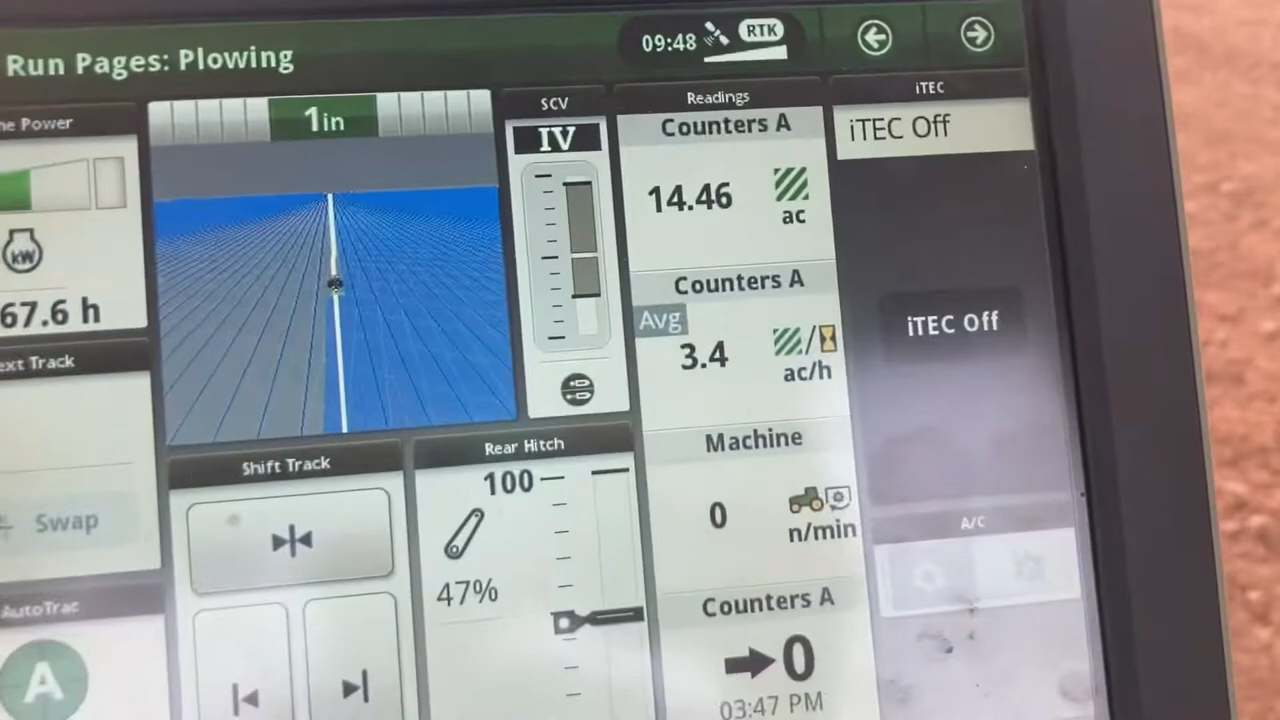 Run Pages: Plowing
09:48
RTK
ne Power
kW
67.6 h
ext Track
Swap
AutoTrac
A
1in
Shift Track
SCV
IV
Rear Hitch
100
47%
Readings
Counters A
14.46
ac
Counters A
Avg
3.4
ac/h
Machine
0
n/min
Counters A
0
03:47 PM
iTEC
iTEC Off
iTEC Off
A/C